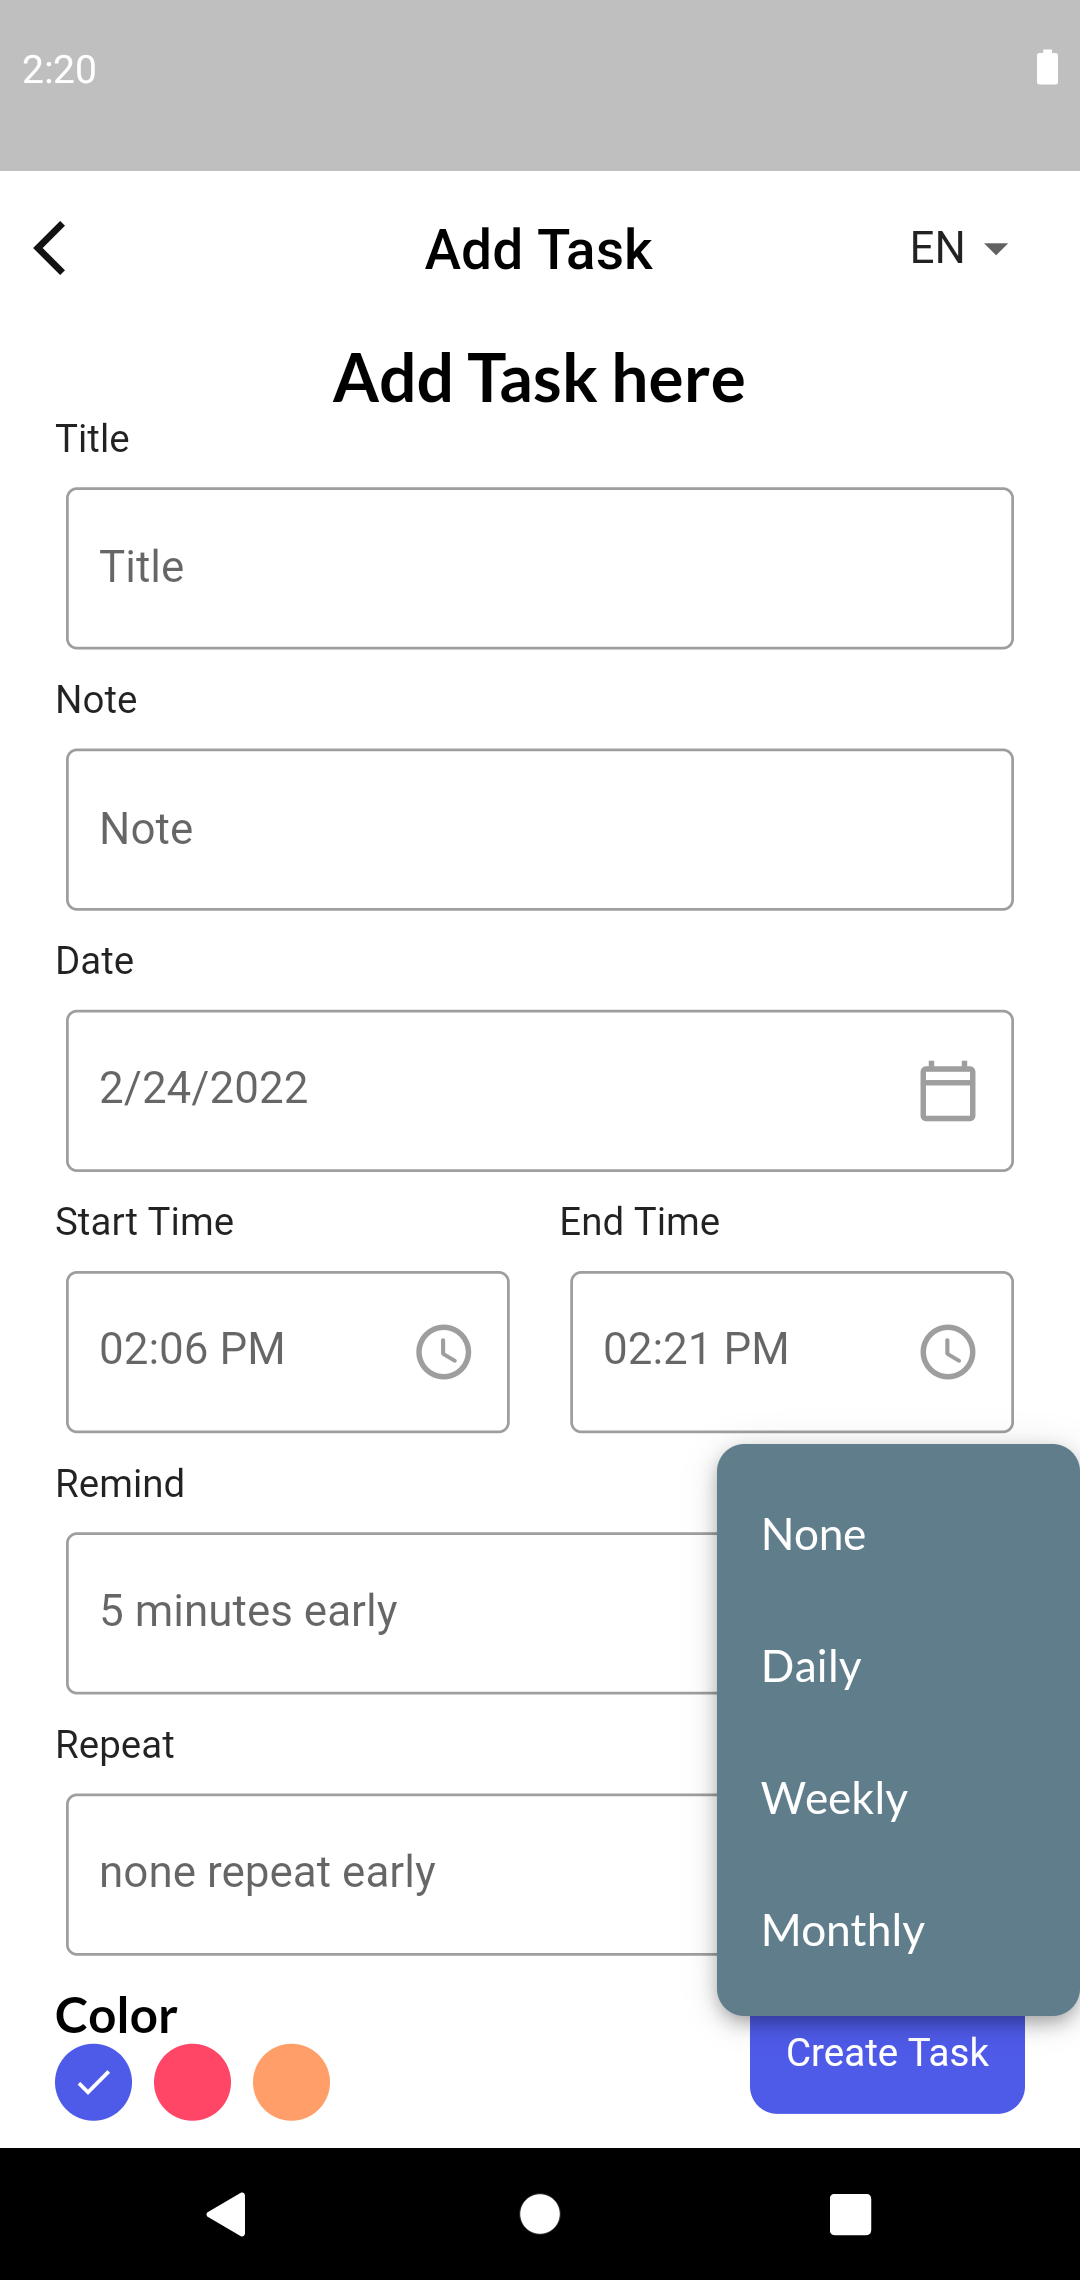 2:20
Add Task
EN
Add Task here
Title
Title
Note
Note
Date
2/24/2022
Start Time
End Time
02:06 PM
02:21 PM
Remind
5 minutes early
Repeat
none repeat early
None
Daily
Weekly
Monthly
Color
Create Task